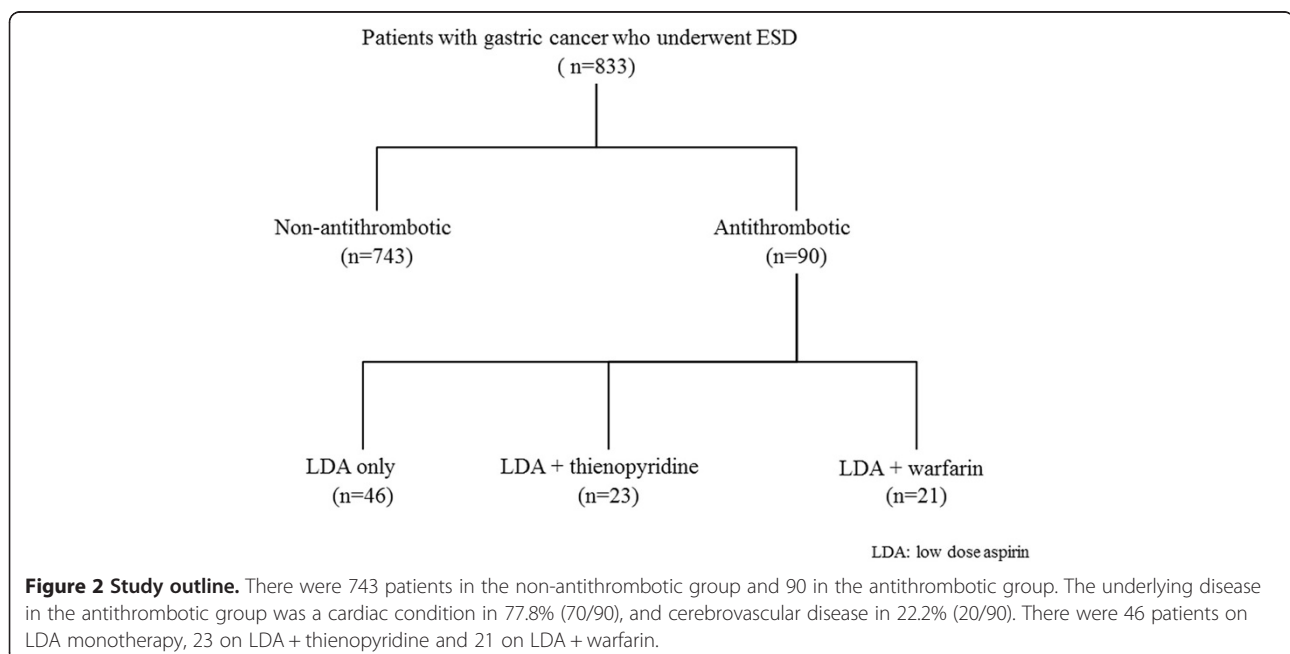 Patients with gastric cancer who underwent ESD
( n=833)
Non-antithrombotic
(n=743)
Antithrombotic
(n=90)
LDA only
(n=46)
LDA + thienopyridine
(n=23)
LDA + warfarin
(n=21)
LDA: low dose aspirin
Figure 2 Study outline. There were 743 patients in the non-antithrombotic group and 90 in the antithrombotic group. The underlying disease
in the antithrombotic group was a cardiac condition in 77.8% (70/90), and cerebrovascular disease in 22.2% (20/90). There were 46 patients on
LDA monotherapy, 23 on LDA + thienopyridine and 21 on LDA + warfarin.